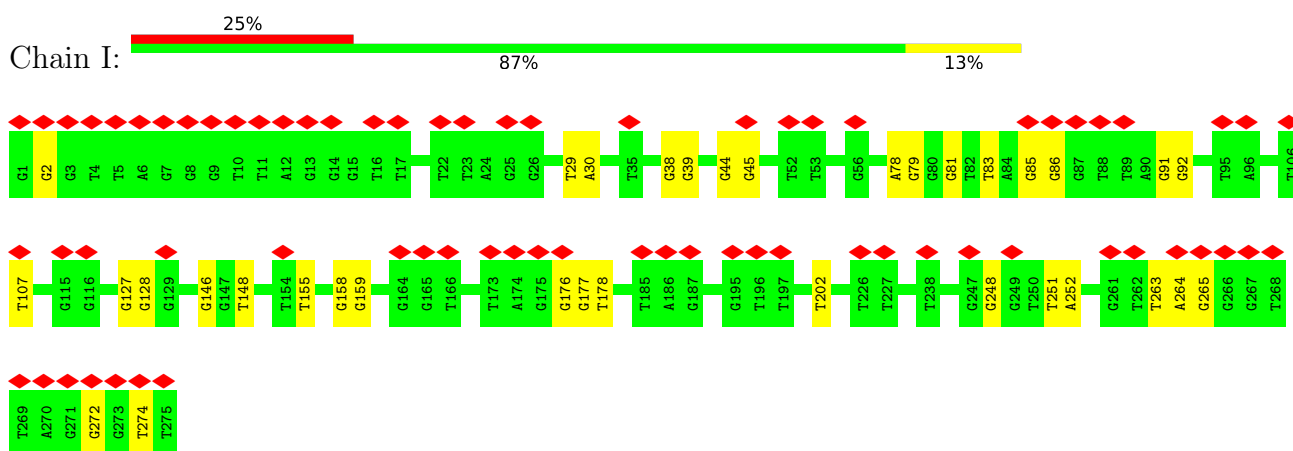 25%
Chain I:
87% 13%
G1 G2 G3 T4 T5 A6 G7 G8 G9 T10 T11 A12 G13 G14 G15 T16 T17 T22 T23 A24 G25 G26 T29 A30 T35 G38 G39 G44 G45 T52 T53 G56 A78 G79 G80 G81 T82 T83 A84 G85 G86 G87 T88 T89 A90 G91 G92 T95 A96 T106
T107 G115 G116 G127 G128 G129 G146 G147 T148 T154 T155 G158 G159 G164 G165 T166 T173 A174 G175 G176 G177 T178 T185 A186 G187 G195 T196 T197 T202 T226 T227 T238 G247 G248 G249 T250 T251 A252 G261 T262 T263 A264 G265 G266 G267 T268
T269 A270 G271 G272 G273 T274 T275